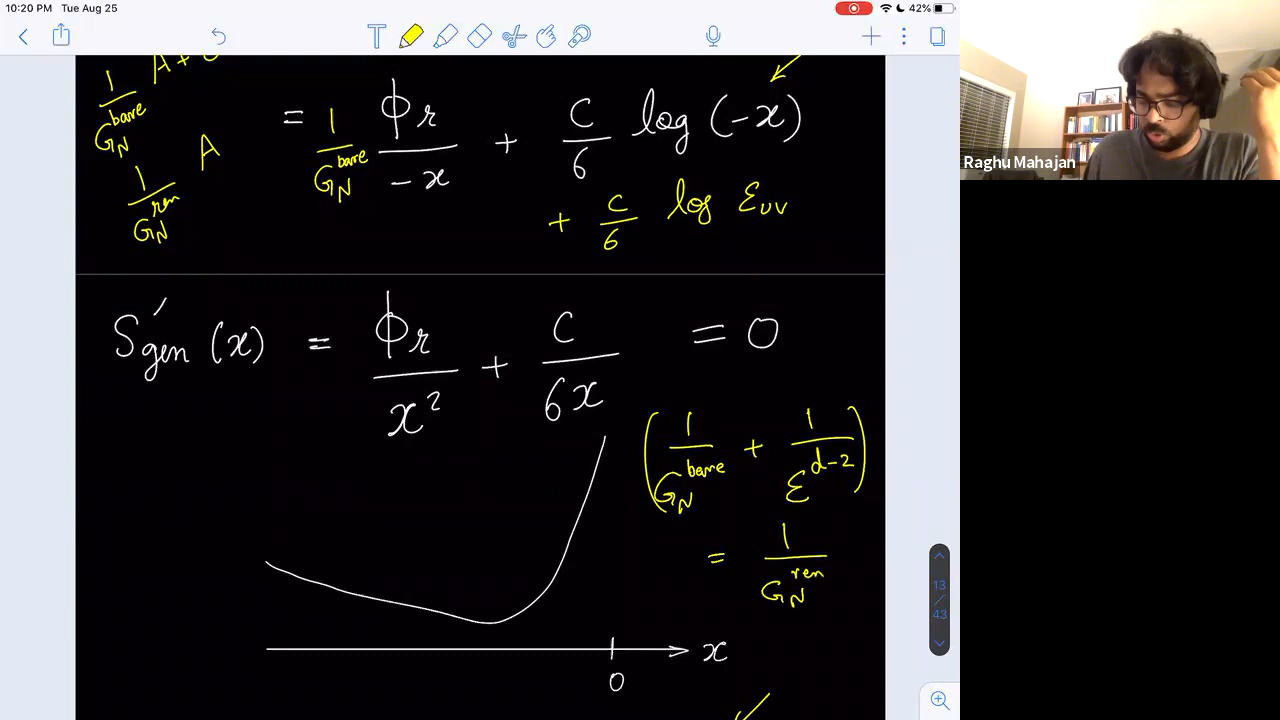 10:20 PM Tue Aug 25 42%
1/G_N^bare A +
= 1/G_N^bare ϕr/-x + C/6 log (-x)
1/G_N^ren A
+ C/6 log ε_UV
S'gen (x) = ϕr/x² + C/6x = 0
(1/G_N^bare + 1/ε^d-2)
= 1/G_N^ren
x
0
13/43
Raghu Mahajan